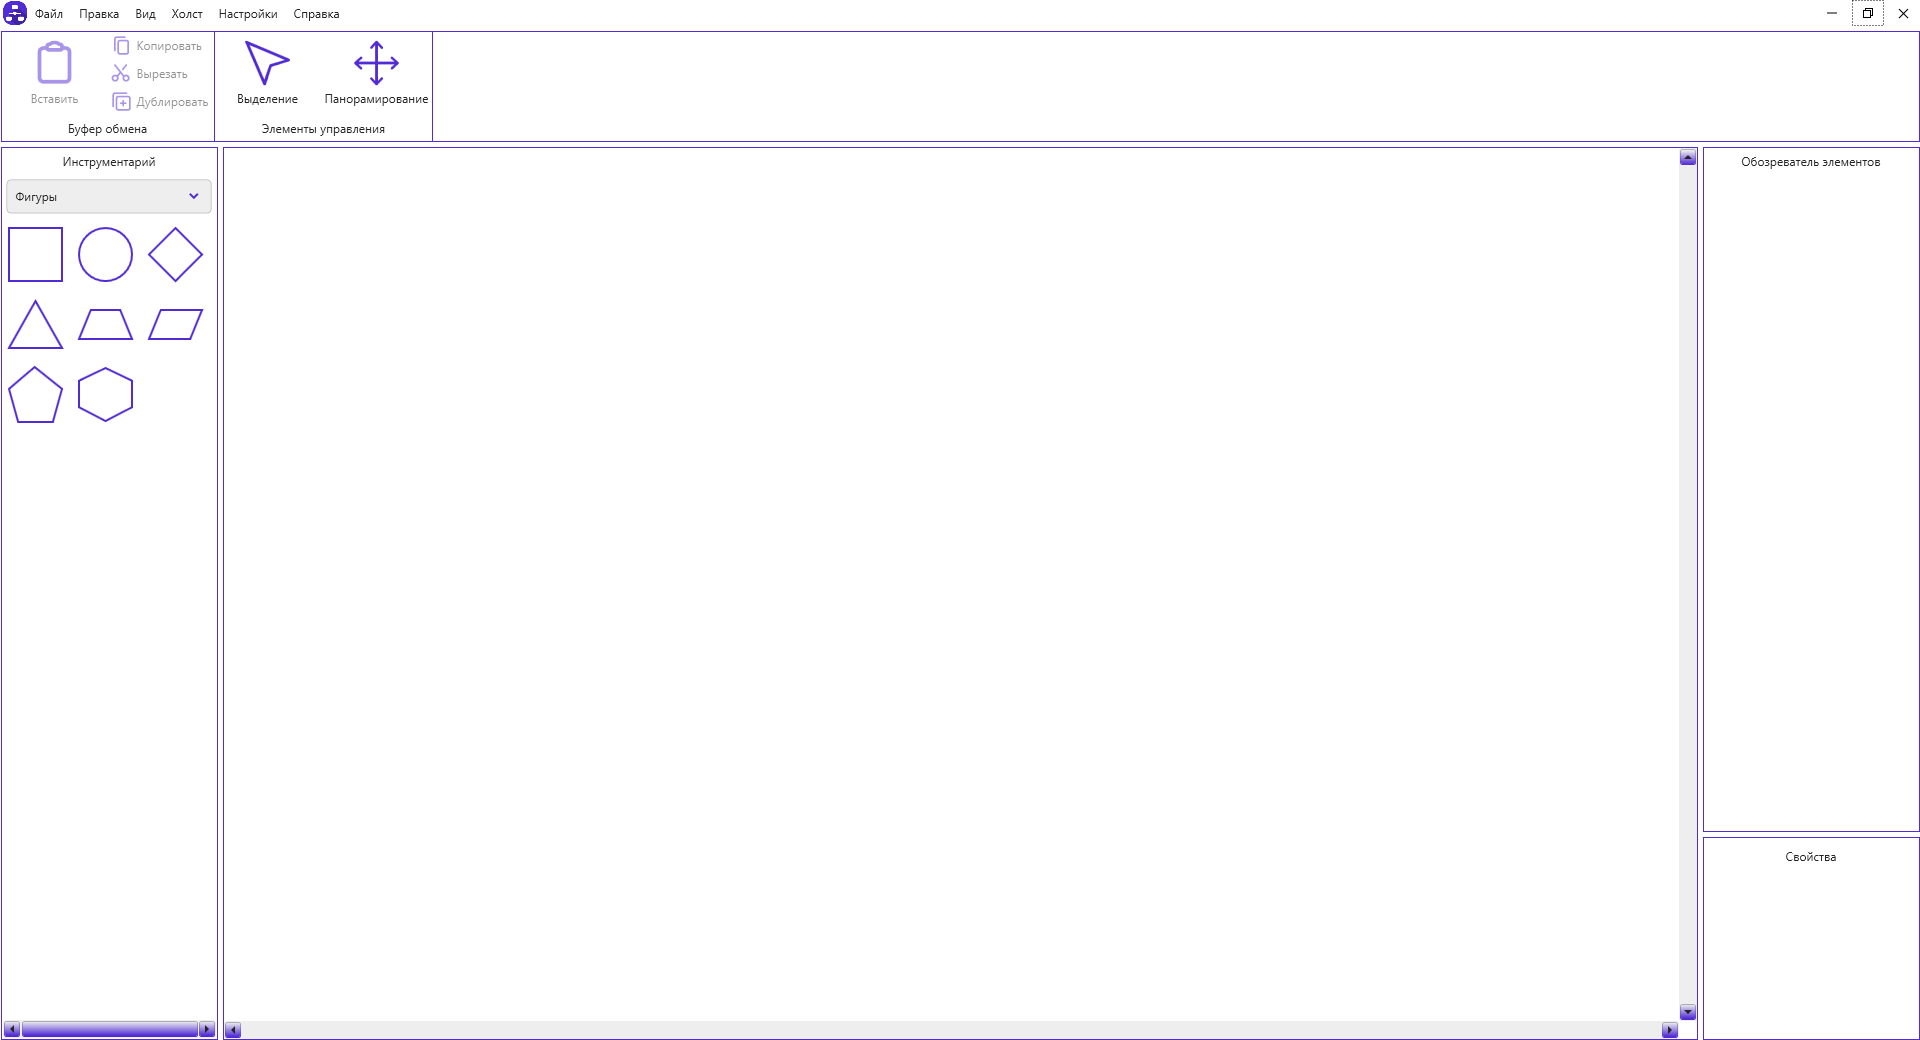 Файл Правка Вид Холст Настройки Справка
Вставить
Копировать
Вырезать
Дублировать
Буфер обмена
Выделение
Панорамирование
Элементы управления
Инструментарий
Фигуры
Обозреватель элементов
Свойства